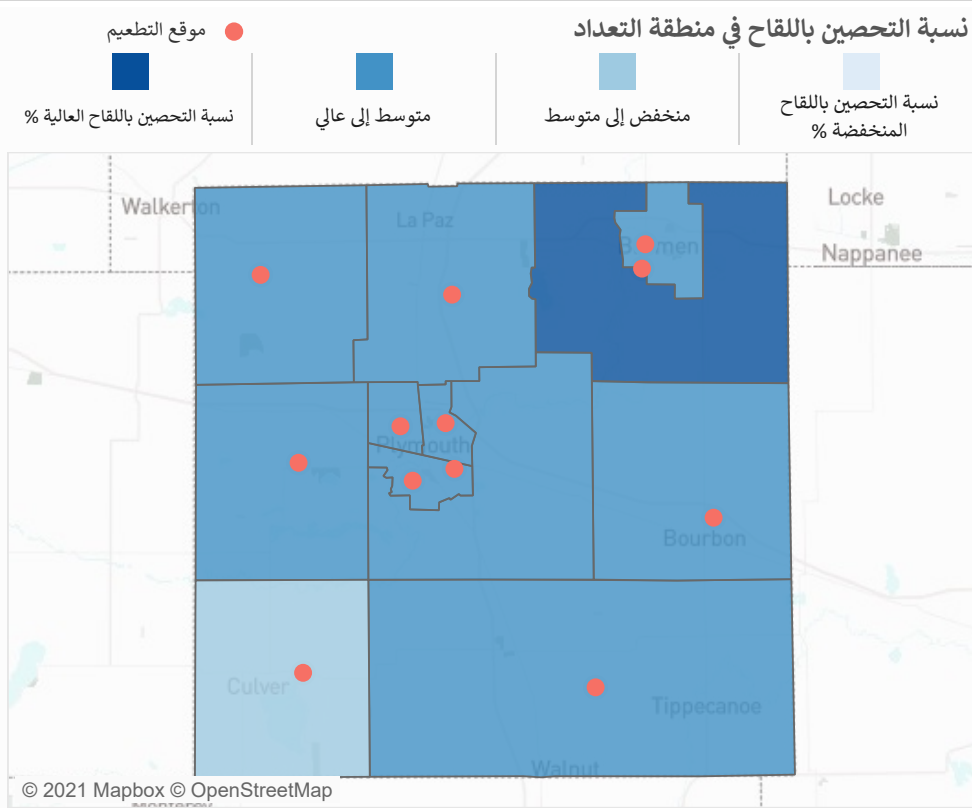 نسبة التحصين باللقاح في منطقة التعداد
موقع التطعيم
نسبة التحصين باللقاح
المنخفضة %
منخفض إلى متوسط
متوسط إلى عالي
نسبة التحصين باللقاح العالية %
Walkerton
La Paz
Locke
Nappanee
Plymouth
Bourbon
Culver
Tippecanoe
Walnut
© 2021 Mapbox © OpenStreetMap